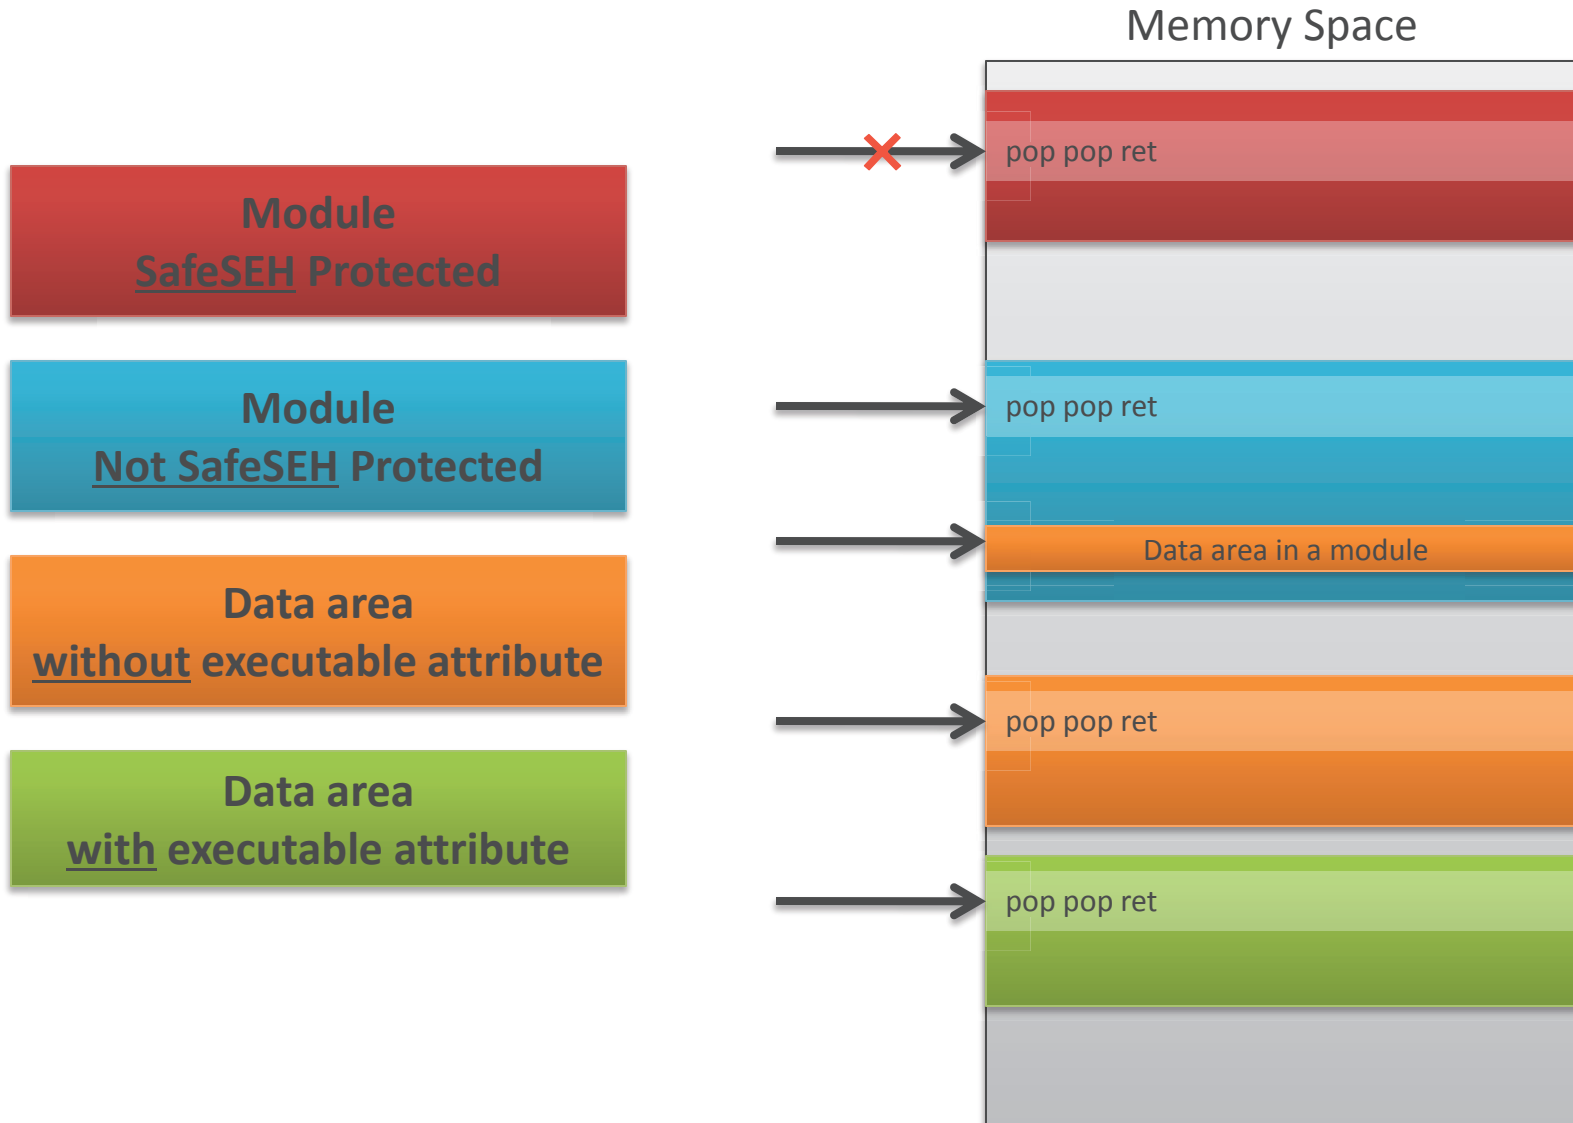 Memory Space
Module
SafeSEH Protected
Module
Not SafeSEH Protected
Data area
without executable attribute
Data area
with executable attribute
pop pop ret
pop pop ret
Data area in a module
pop pop ret
pop pop ret